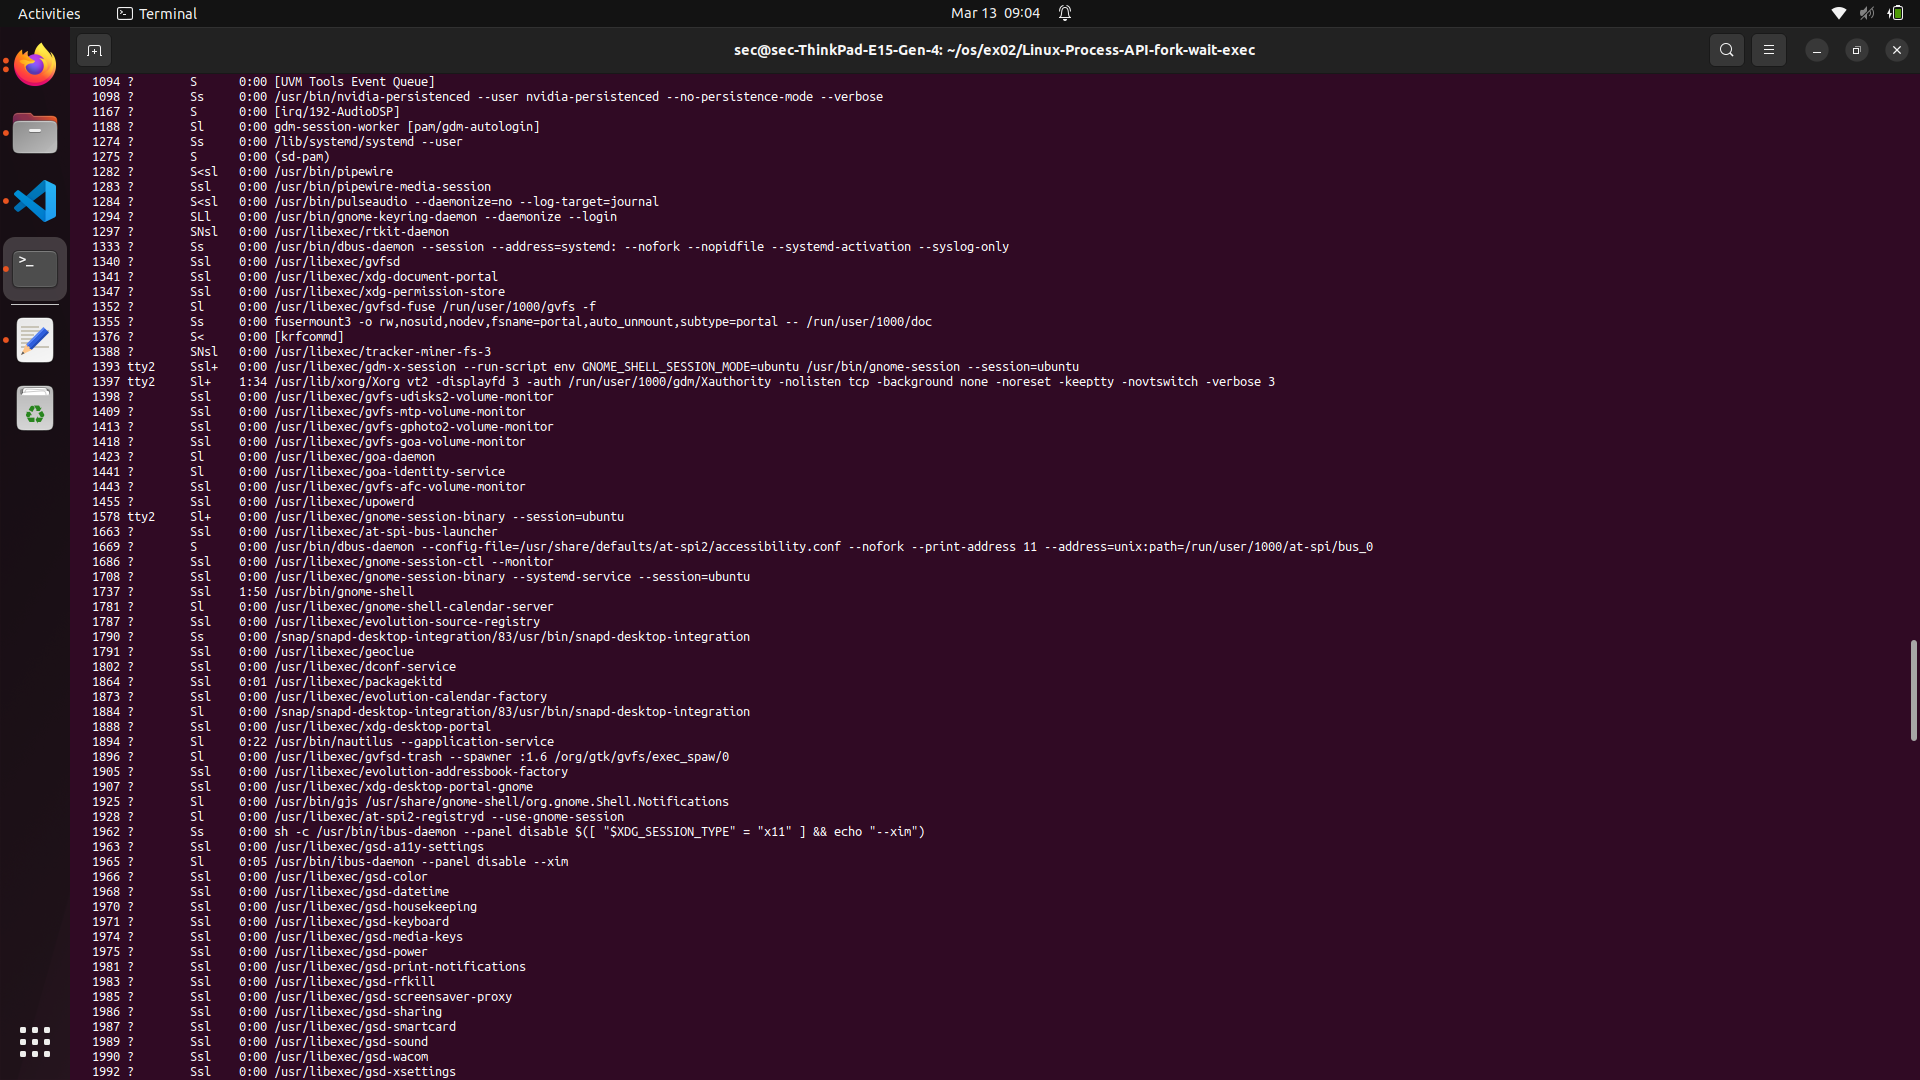 Activities
Terminal
Mar 13 09:04
sec@sec-ThinkPad-E15-Gen-4: ~/os/ex02/Linux-Process-API-fork-wait-exec
1094 ? S 0:00 [UVM Tools Event Queue]
1098 ? Ss 0:00 /usr/bin/nvidia-persistenced --user nvidia-persistenced --no-persistence-mode --verbose
1167 ? S 0:00 [irq/192-AudioDSP]
1188 ? Sl 0:00 gdm-session-worker [pam/gdm-autologin]
1274 ? Ss 0:00 /lib/systemd/systemd --user
1275 ? S 0:00 (sd-pam)
1282 ? S<sl 0:00 /usr/bin/pipewire
1283 ? Ssl 0:00 /usr/bin/pipewire-media-session
1284 ? S<sl 0:00 /usr/bin/pulseaudio --daemonize=no --log-target=journal
1294 ? SLl 0:00 /usr/bin/gnome-keyring-daemon --daemonize --login
1297 ? SNsl 0:00 /usr/libexec/rtkit-daemon
1333 ? Ss 0:00 /usr/bin/dbus-daemon --session --address=systemd: --nofork --nopidfile --systemd-activation --syslog-only
1340 ? Ssl 0:00 /usr/libexec/gvfsd
1341 ? Ssl 0:00 /usr/libexec/xdg-document-portal
1347 ? Ssl 0:00 /usr/libexec/xdg-permission-store
1352 ? Sl 0:00 /usr/libexec/gvfsd-fuse /run/user/1000/gvfs -f
1355 ? Ss 0:00 fusermount3 -o rw,nosuid,nodev,fsname=portal,auto_unmount,subtype=portal -- /run/user/1000/doc
1376 ? S< 0:00 [krfcommd]
1388 ? SNsl 0:00 /usr/libexec/tracker-miner-fs-3
1393 tty2 Ssl+ 0:00 /usr/libexec/gdm-x-session --run-script env GNOME_SHELL_SESSION_MODE=ubuntu /usr/bin/gnome-session --session=ubuntu
1397 tty2 Sl+ 1:34 /usr/lib/xorg/Xorg vt2 -displayfd 3 -auth /run/user/1000/gdm/Xauthority -nolisten tcp -background none -noreset -keeptty -novtswitch -verbose 3
1398 ? Ssl 0:00 /usr/libexec/gvfs-udisks2-volume-monitor
1409 ? Ssl 0:00 /usr/libexec/gvfs-mtp-volume-monitor
1413 ? Ssl 0:00 /usr/libexec/gvfs-gphoto2-volume-monitor
1418 ? Ssl 0:00 /usr/libexec/gvfs-goa-volume-monitor
1423 ? Sl 0:00 /usr/libexec/goa-daemon
1441 ? Sl 0:00 /usr/libexec/goa-identity-service
1443 ? Ssl 0:00 /usr/libexec/gvfs-afc-volume-monitor
1455 ? Ssl 0:00 /usr/libexec/upowerd
1578 tty2 Sl+ 0:00 /usr/libexec/gnome-session-binary --session=ubuntu
1663 ? Ssl 0:00 /usr/libexec/at-spi-bus-launcher
1669 ? S 0:00 /usr/bin/dbus-daemon --config-file=/usr/share/defaults/at-spi2/accessibility.conf --nofork --print-address 11 --address=unix:path=/run/user/1000/at-spi/bus_0
1686 ? Ssl 0:00 /usr/libexec/gnome-session-ctl --monitor
1708 ? Ssl 0:00 /usr/libexec/gnome-session-binary --systemd-service --session=ubuntu
1737 ? Ssl 1:50 /usr/bin/gnome-shell
1781 ? Sl 0:00 /usr/libexec/gnome-shell-calendar-server
1787 ? Ssl 0:00 /usr/libexec/evolution-source-registry
1790 ? Ss 0:00 /snap/snapd-desktop-integration/83/usr/bin/snapd-desktop-integration
1791 ? Ssl 0:00 /usr/libexec/geoclue
1802 ? Ssl 0:00 /usr/libexec/dconf-service
1864 ? Ssl 0:01 /usr/libexec/packagekitd
1873 ? Ssl 0:00 /usr/libexec/evolution-calendar-factory
1884 ? Sl 0:00 /snap/snapd-desktop-integration/83/usr/bin/snapd-desktop-integration
1888 ? Ssl 0:00 /usr/libexec/xdg-desktop-portal
1894 ? Sl 0:22 /usr/bin/nautilus --gapplication-service
1896 ? Sl 0:00 /usr/libexec/gvfsd-trash --spawner :1.6 /org/gtk/gvfs/exec_spaw/0
1905 ? Ssl 0:00 /usr/libexec/evolution-addressbook-factory
1907 ? Ssl 0:00 /usr/libexec/xdg-desktop-portal-gnome
1925 ? Sl 0:00 /usr/bin/gjs /usr/share/gnome-shell/org.gnome.Shell.Notifications
1928 ? Sl 0:00 /usr/libexec/at-spi2-registryd --use-gnome-session
1962 ? Ss 0:00 sh -c /usr/bin/ibus-daemon --panel disable $([ "$XDG_SESSION_TYPE" = "x11" ] && echo "--xim")
1963 ? Ssl 0:00 /usr/libexec/gsd-a11y-settings
1965 ? Sl 0:05 /usr/bin/ibus-daemon --panel disable --xim
1966 ? Ssl 0:00 /usr/libexec/gsd-color
1968 ? Ssl 0:00 /usr/libexec/gsd-datetime
1970 ? Ssl 0:00 /usr/libexec/gsd-housekeeping
1971 ? Ssl 0:00 /usr/libexec/gsd-keyboard
1974 ? Ssl 0:00 /usr/libexec/gsd-media-keys
1975 ? Ssl 0:00 /usr/libexec/gsd-power
1981 ? Ssl 0:00 /usr/libexec/gsd-print-notifications
1983 ? Ssl 0:00 /usr/libexec/gsd-rfkill
1985 ? Ssl 0:00 /usr/libexec/gsd-screensaver-proxy
1986 ? Ssl 0:00 /usr/libexec/gsd-sharing
1987 ? Ssl 0:00 /usr/libexec/gsd-smartcard
1989 ? Ssl 0:00 /usr/libexec/gsd-sound
1990 ? Ssl 0:00 /usr/libexec/gsd-wacom
1992 ? Ssl 0:00 /usr/libexec/gsd-xsettings